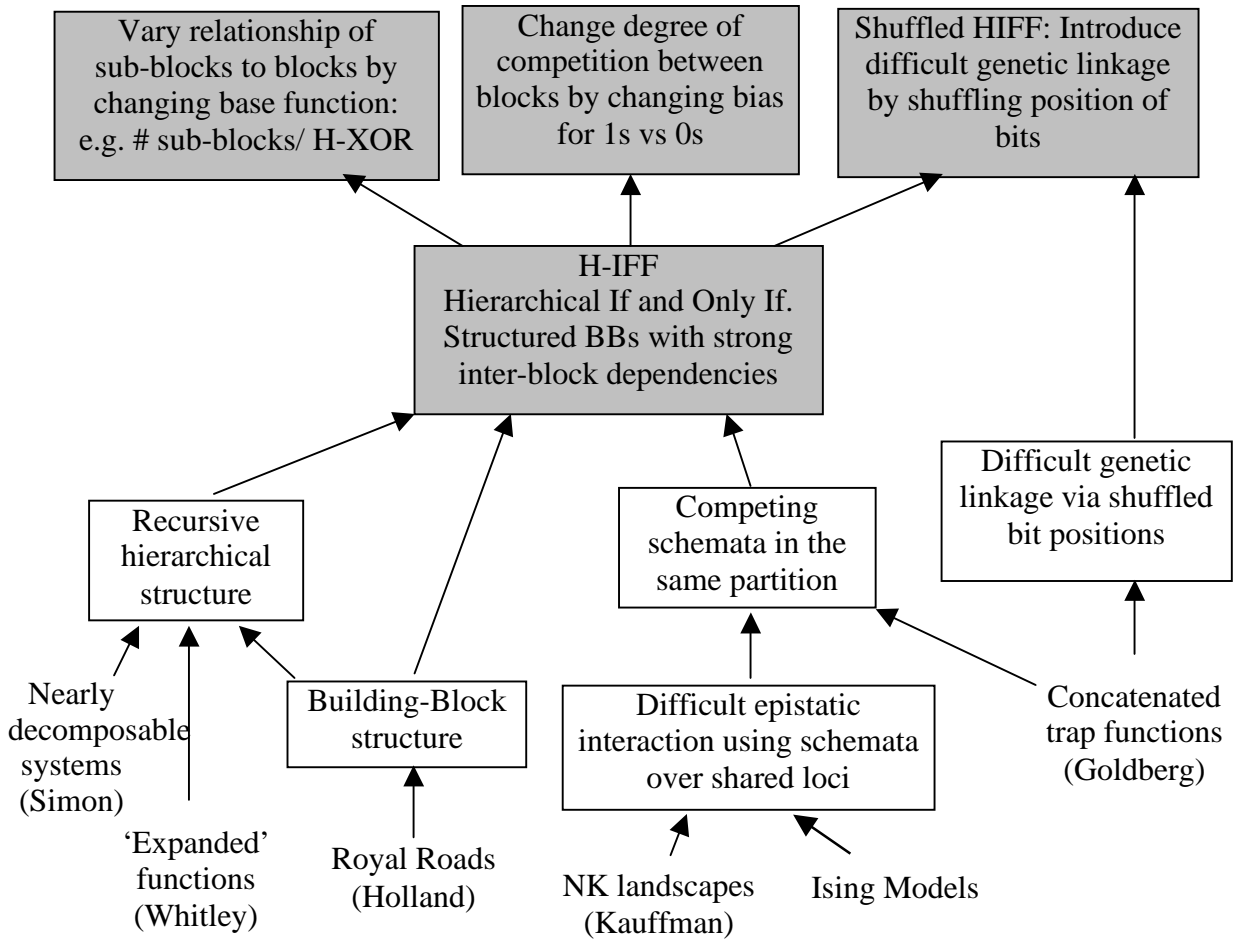 Vary relationship of
sub-blocks to blocks by
changing base function:
e.g. # sub-blocks/ H-XOR
Change degree of
competition between
blocks by changing bias
for 1s vs 0s
Shuffled HIFF: Introduce
difficult genetic linkage
by shuffling position of
bits
H-IFF
Hierarchical If and Only If.
Structured BBs with strong
inter-block dependencies
Recursive
hierarchical
structure
Competing
schemata in the
same partition
Difficult genetic
linkage via shuffled
bit positions
Nearly
decomposable
systems
(Simon)
Building-Block
structure
Difficult epistatic
interaction using schemata
over shared loci
Concatenated
trap functions
(Goldberg)
‘Expanded’
functions
(Whitley)
Royal Roads
(Holland)
NK landscapes
(Kauffman)
Ising Models